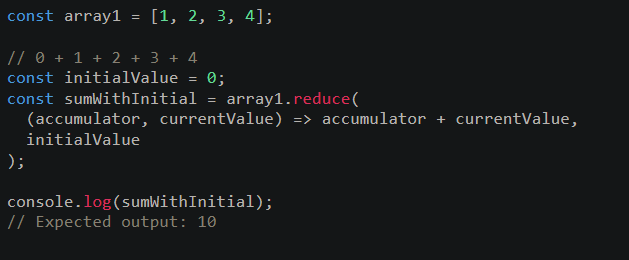 const array1 = [1, 2, 3, 4];
// 0 + 1 + 2 + 3 + 4
const initialValue = 0;
const sumWithInitial = array1.reduce(
(accumulator, currentValue) => accumulator + currentValue,
initialValue
);
console.log(sumWithInitial);
// Expected output: 10